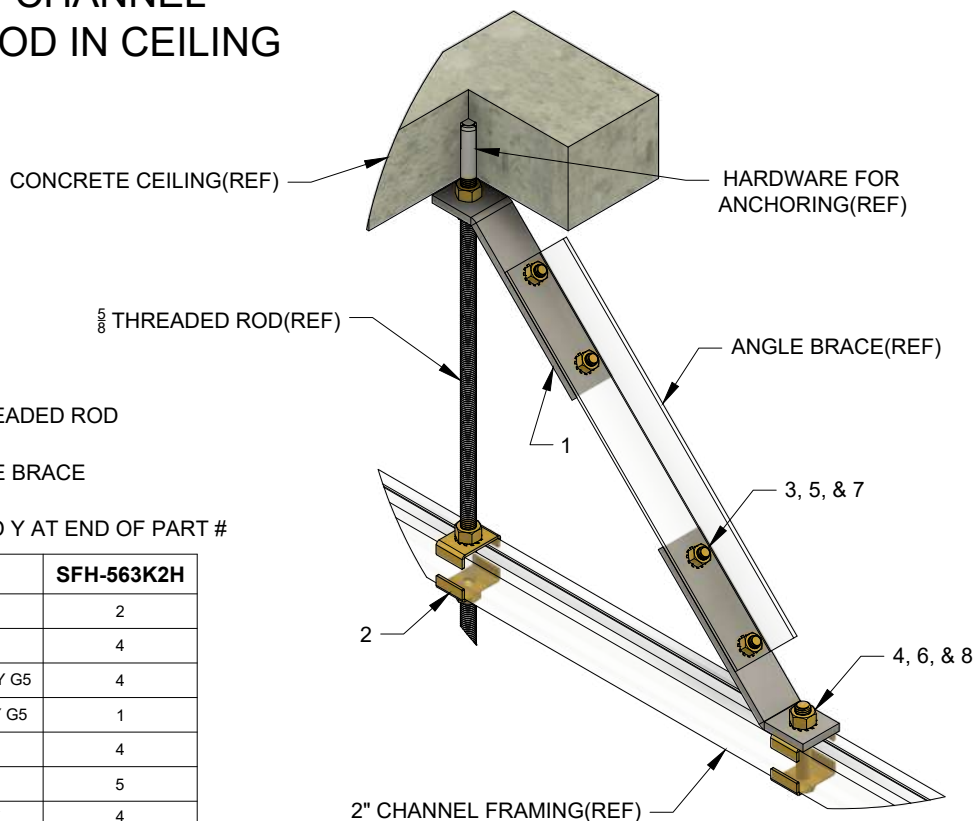 CHANNEL
OD IN CEILING
CONCRETE CEILING(REF)
HARDWARE FOR
ANCHORING(REF)
5/8 THREADED ROD(REF)
ANGLE BRACE(REF)
EADED ROD
1
E BRACE
3, 5, & 7
D Y AT END OF PART #
SFH-563K2H
2
4
Y G5 4
Y G5 1
4
5
4
2
4, 6, & 8
2" CHANNEL FRAMING(REF)